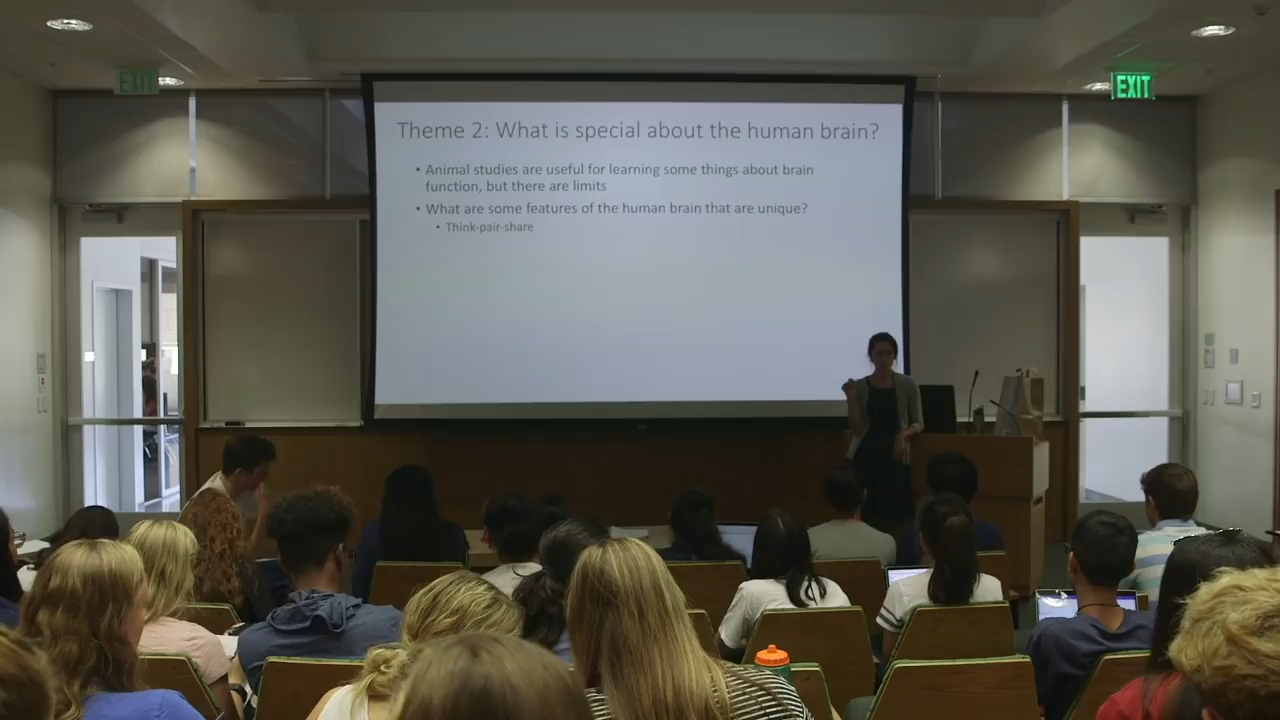 EXIT
EXIT
Theme 2: What is special about the human brain?
• Animal studies are useful for learning some things about brain
function, but there are limits
• What are some features of the human brain that are unique?
• Think-pair-share